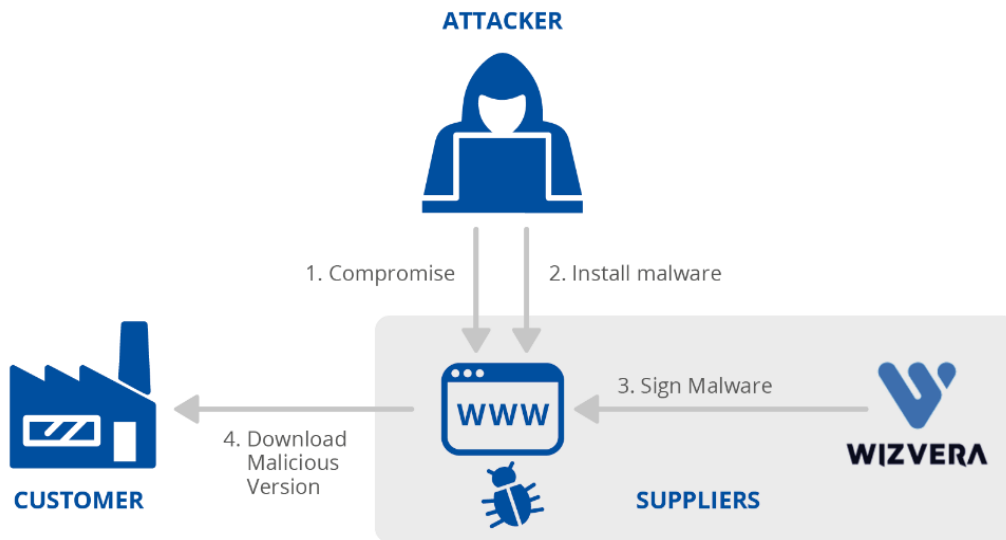 ATTACKER
1. Compromise
2. Install malware
WWW
3. Sign Malware
WIZVERA
4. Download
Malicious
Version
CUSTOMER
SUPPLIERS